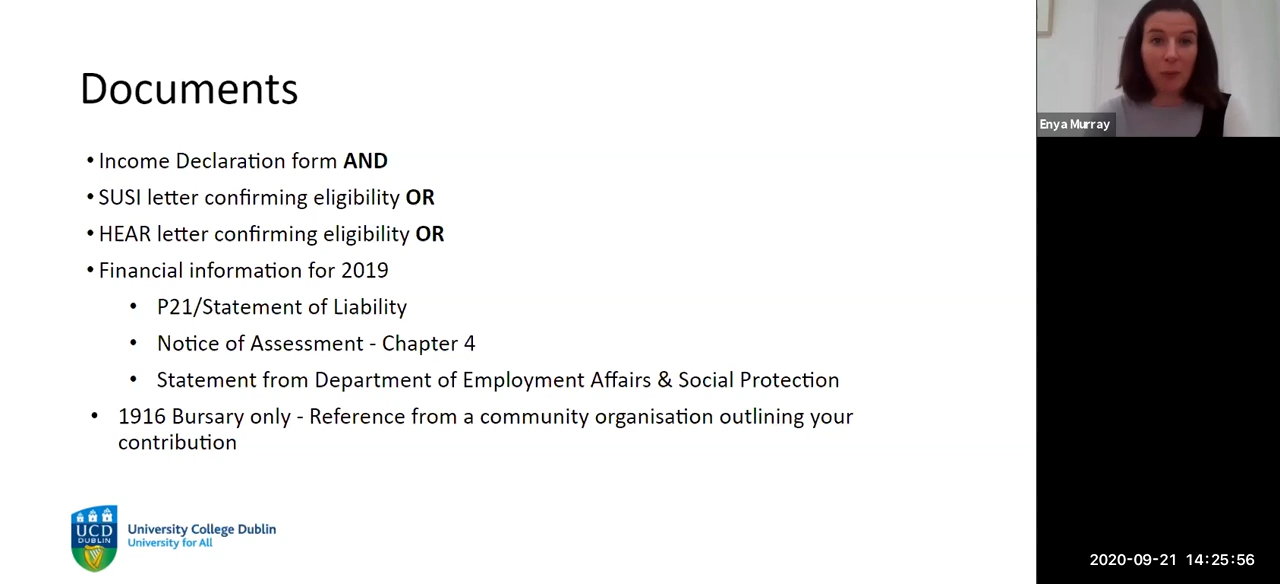 Documents
• Income Declaration form AND
• SUSI letter confirming eligibility OR
• HEAR letter confirming eligibility OR
• Financial information for 2019
• P21/Statement of Liability
• Notice of Assessment - Chapter 4
• Statement from Department of Employment Affairs & Social Protection
• 1916 Bursary only - Reference from a community organisation outlining your
contribution
UCD
DUBLIN
University College Dublin
University for All
Enya Murray
2020-09-21 14:25:56